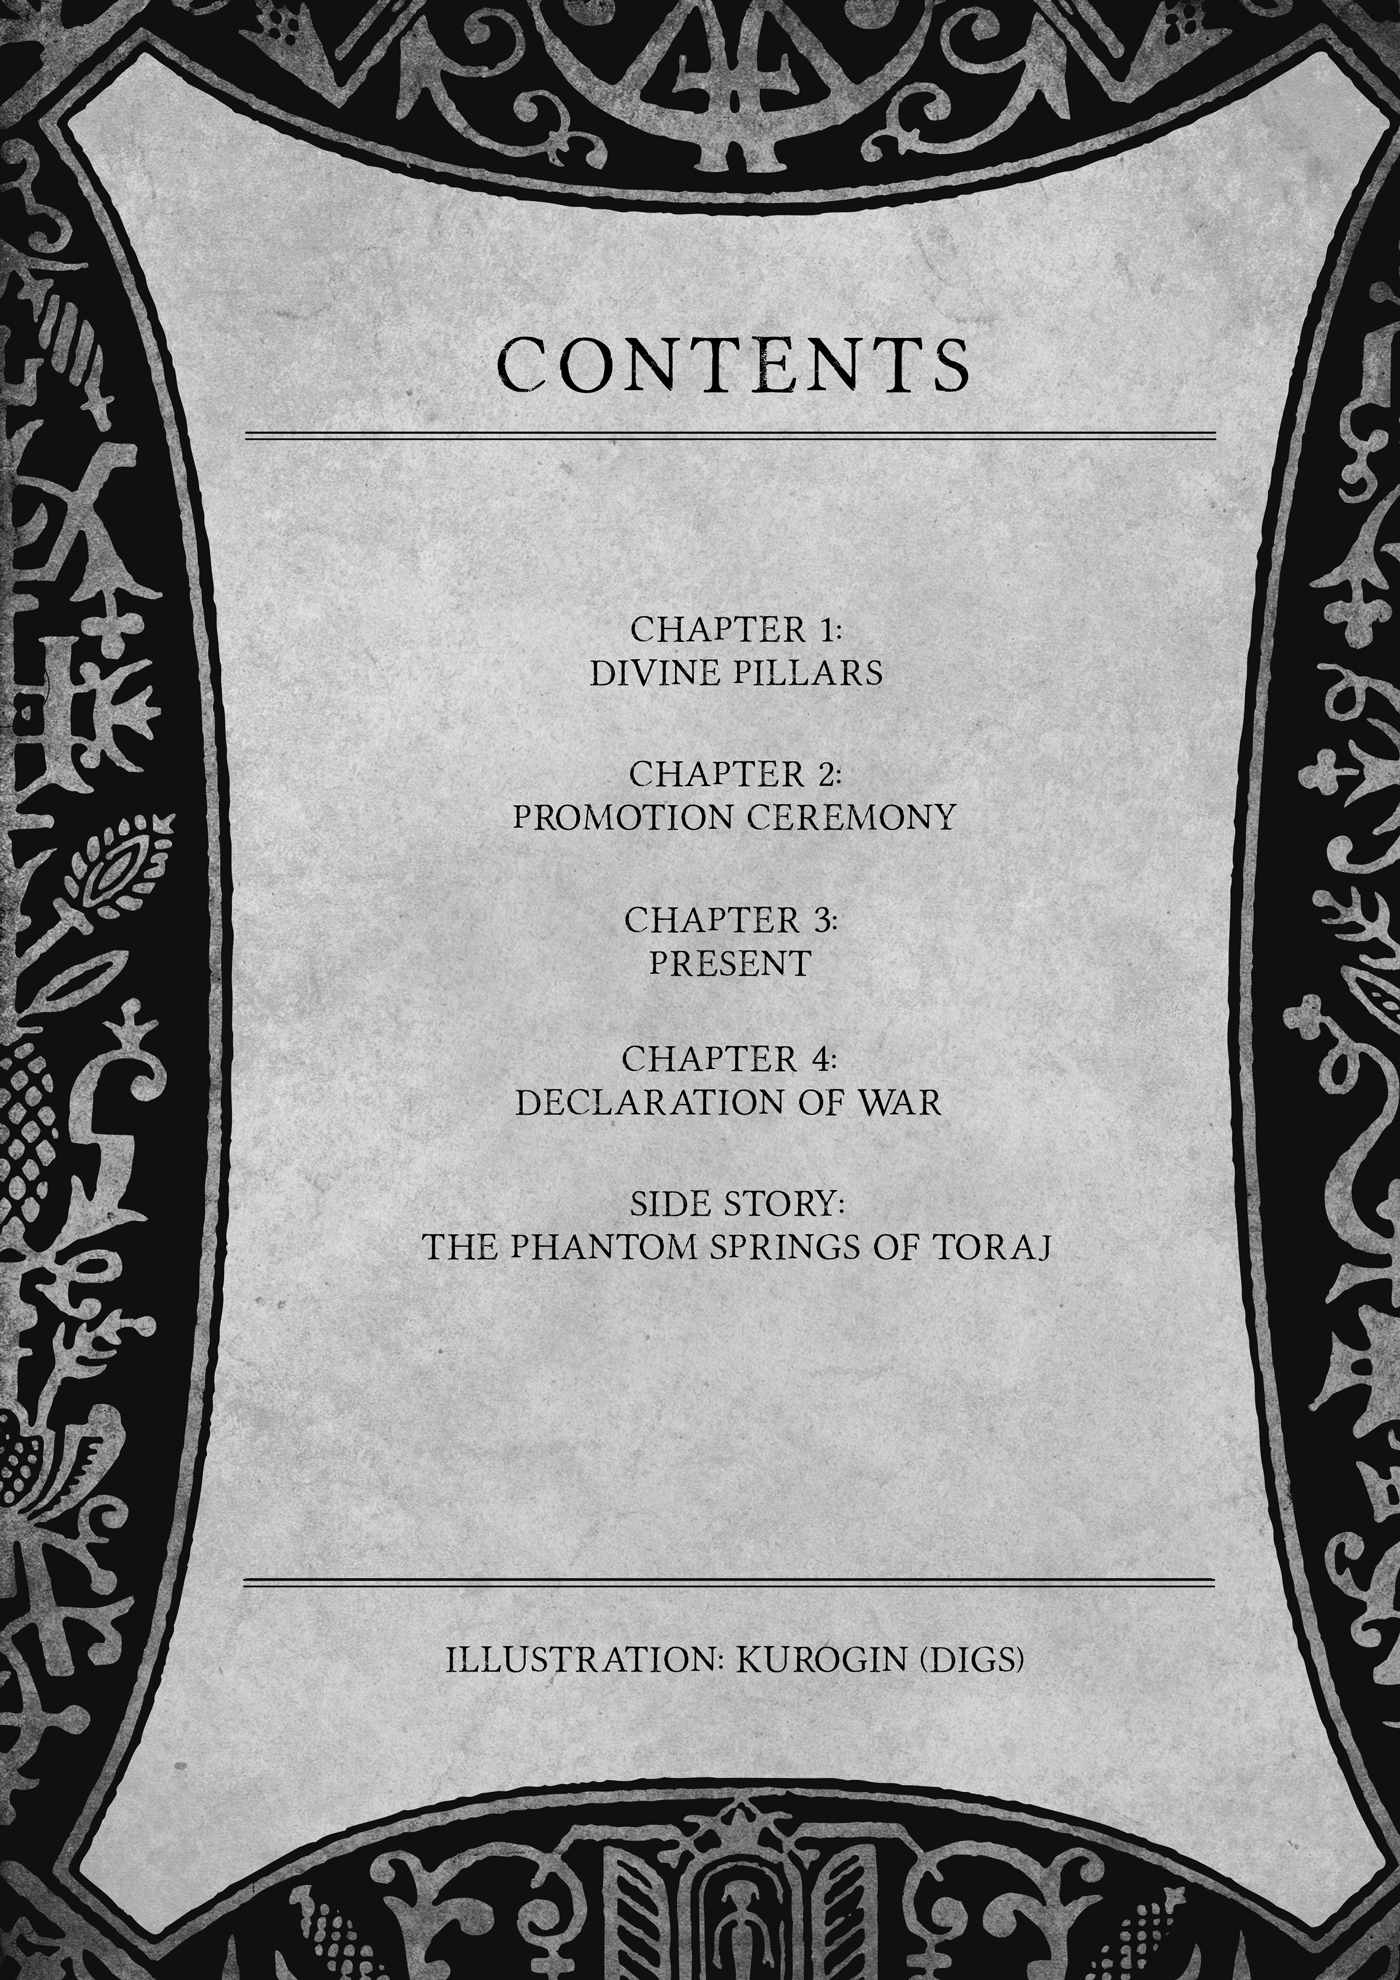 CONTENTS
CHAPTER 1:
DIVINE PILLARS
CHAPTER 2:
PROMOTION CEREMONY
CHAPTER 3:
PRESENT
CHAPTER 4:
DECLARATION OF WAR
SIDE STORY:
THE PHANTOM SPRINGS OF TORAJ
ILLUSTRATION: KUROGIN (DIGS)